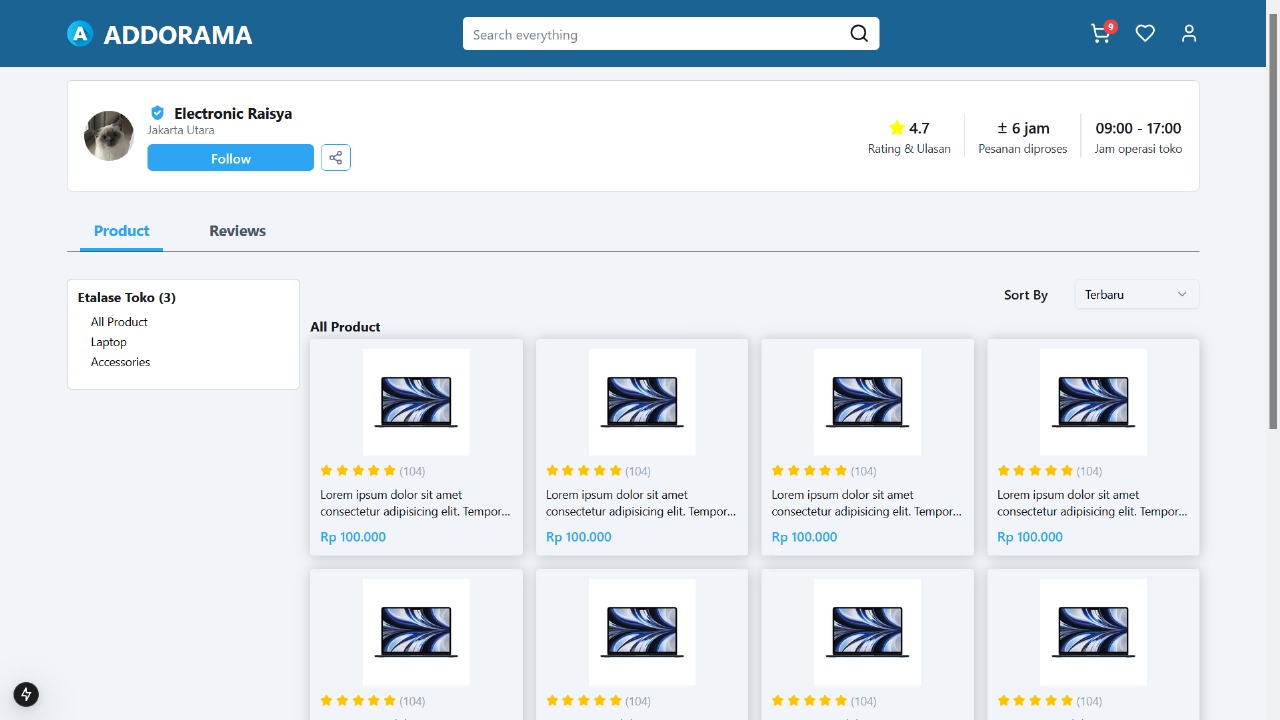 A ADDORAMA
Search everything
9
Electronic Raisya
Jakarta Utara
Follow
4.7
Rating & Ulasan
± 6 jam
Pesanan diproses
09:00 - 17:00
Jam operasi toko
Product
Reviews
Etalase Toko (3)
All Product
Laptop
Accessories
Sort By
Terbaru
All Product
(104)
Lorem ipsum dolor sit amet
consectetur adipisicing elit. Tempor...
Rp 100.000
(104)
Lorem ipsum dolor sit amet
consectetur adipisicing elit. Tempor...
Rp 100.000
(104)
Lorem ipsum dolor sit amet
consectetur adipisicing elit. Tempor...
Rp 100.000
(104)
Lorem ipsum dolor sit amet
consectetur adipisicing elit. Tempor...
Rp 100.000
(104)
(104)
(104)
(104)